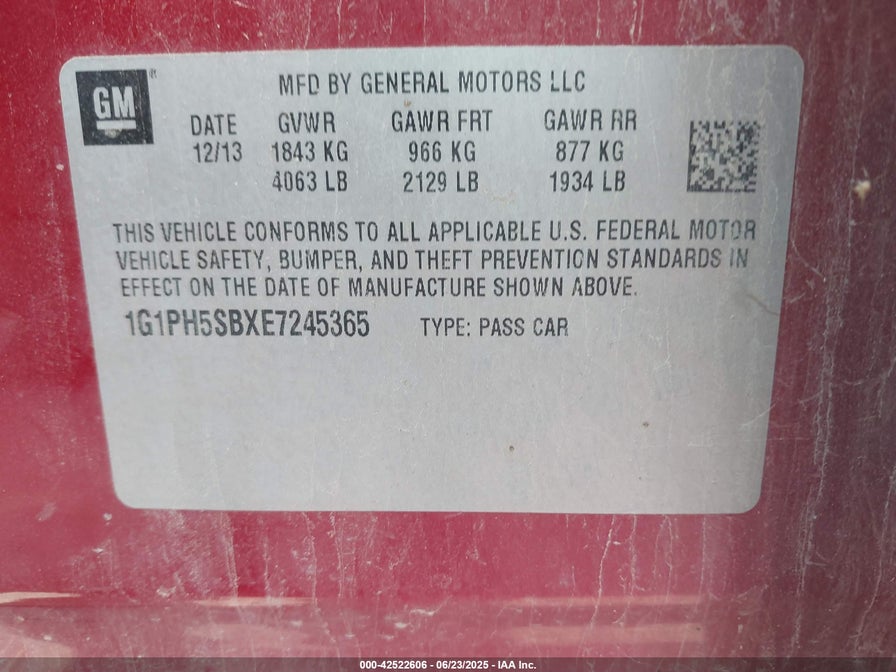 GM
MFD BY GENERAL MOTORS LLC
DATE GVWR GAWR FRT GAWR RR
12/13 1843 KG 966 KG 877 KG
4063 LB 2129 LB 1934 LB
THIS VEHICLE CONFORMS TO ALL APPLICABLE U.S. FEDERAL MOTOR
VEHICLE SAFETY, BUMPER, AND THEFT PREVENTION STANDARDS IN
EFFECT ON THE DATE OF MANUFACTURE SHOWN ABOVE.
1G1PH5SBXE7245365 TYPE: PASS CAR
000-42522606 - 06/23/2025 - IAA Inc.